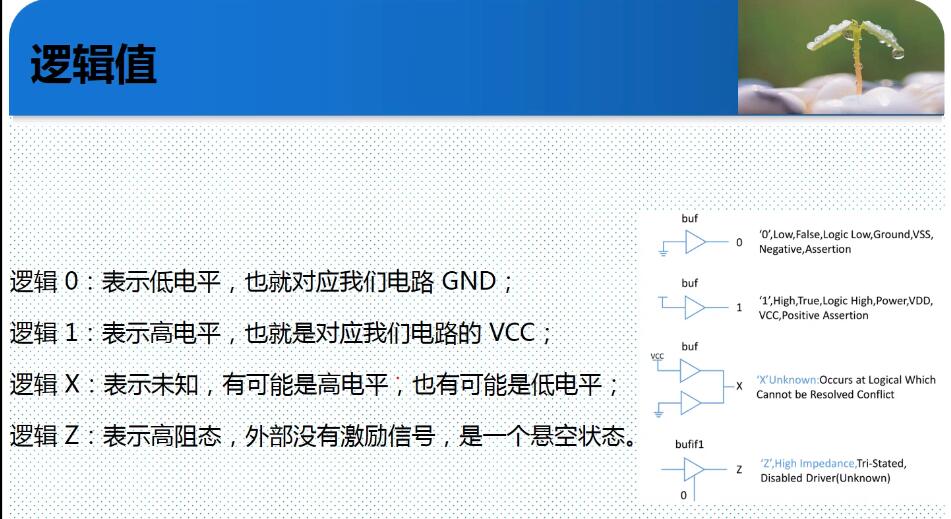 逻辑值
逻辑 0：表示低电平，也就对应我们电路 GND；
逻辑 1：表示高电平，也就是对应我们电路的 VCC；
逻辑 X：表示未知，有可能是高电平；也有可能是低电平；
逻辑 Z：表示高阻态，外部没有激励信号，是一个悬空状态。
buf
0
‘0’,Low,False,Logic Low,Ground,VSS,
Negative,Assertion
buf
1
‘1’,High,True,Logic High,Power,VDD,
VCC,Positive Assertion
buf
VCC
X
‘X’Unknown:Occurs at Logical Which
Cannot be Resolved Conflict
bufif1
Z
‘Z’,High Impedance,Tri-Stated,
Disabled Driver(Unknown)
0